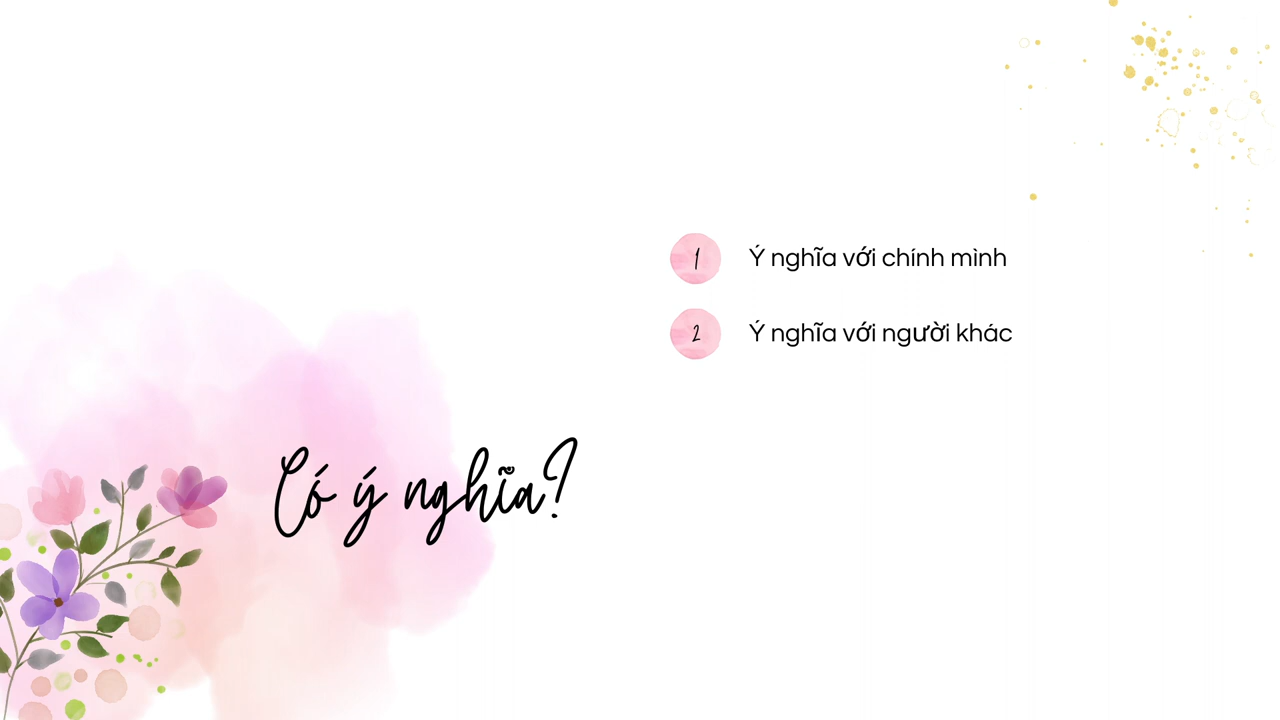 1 Ý nghĩa với chính mình
2 Ý nghĩa với người khác
Có ý nghĩa?